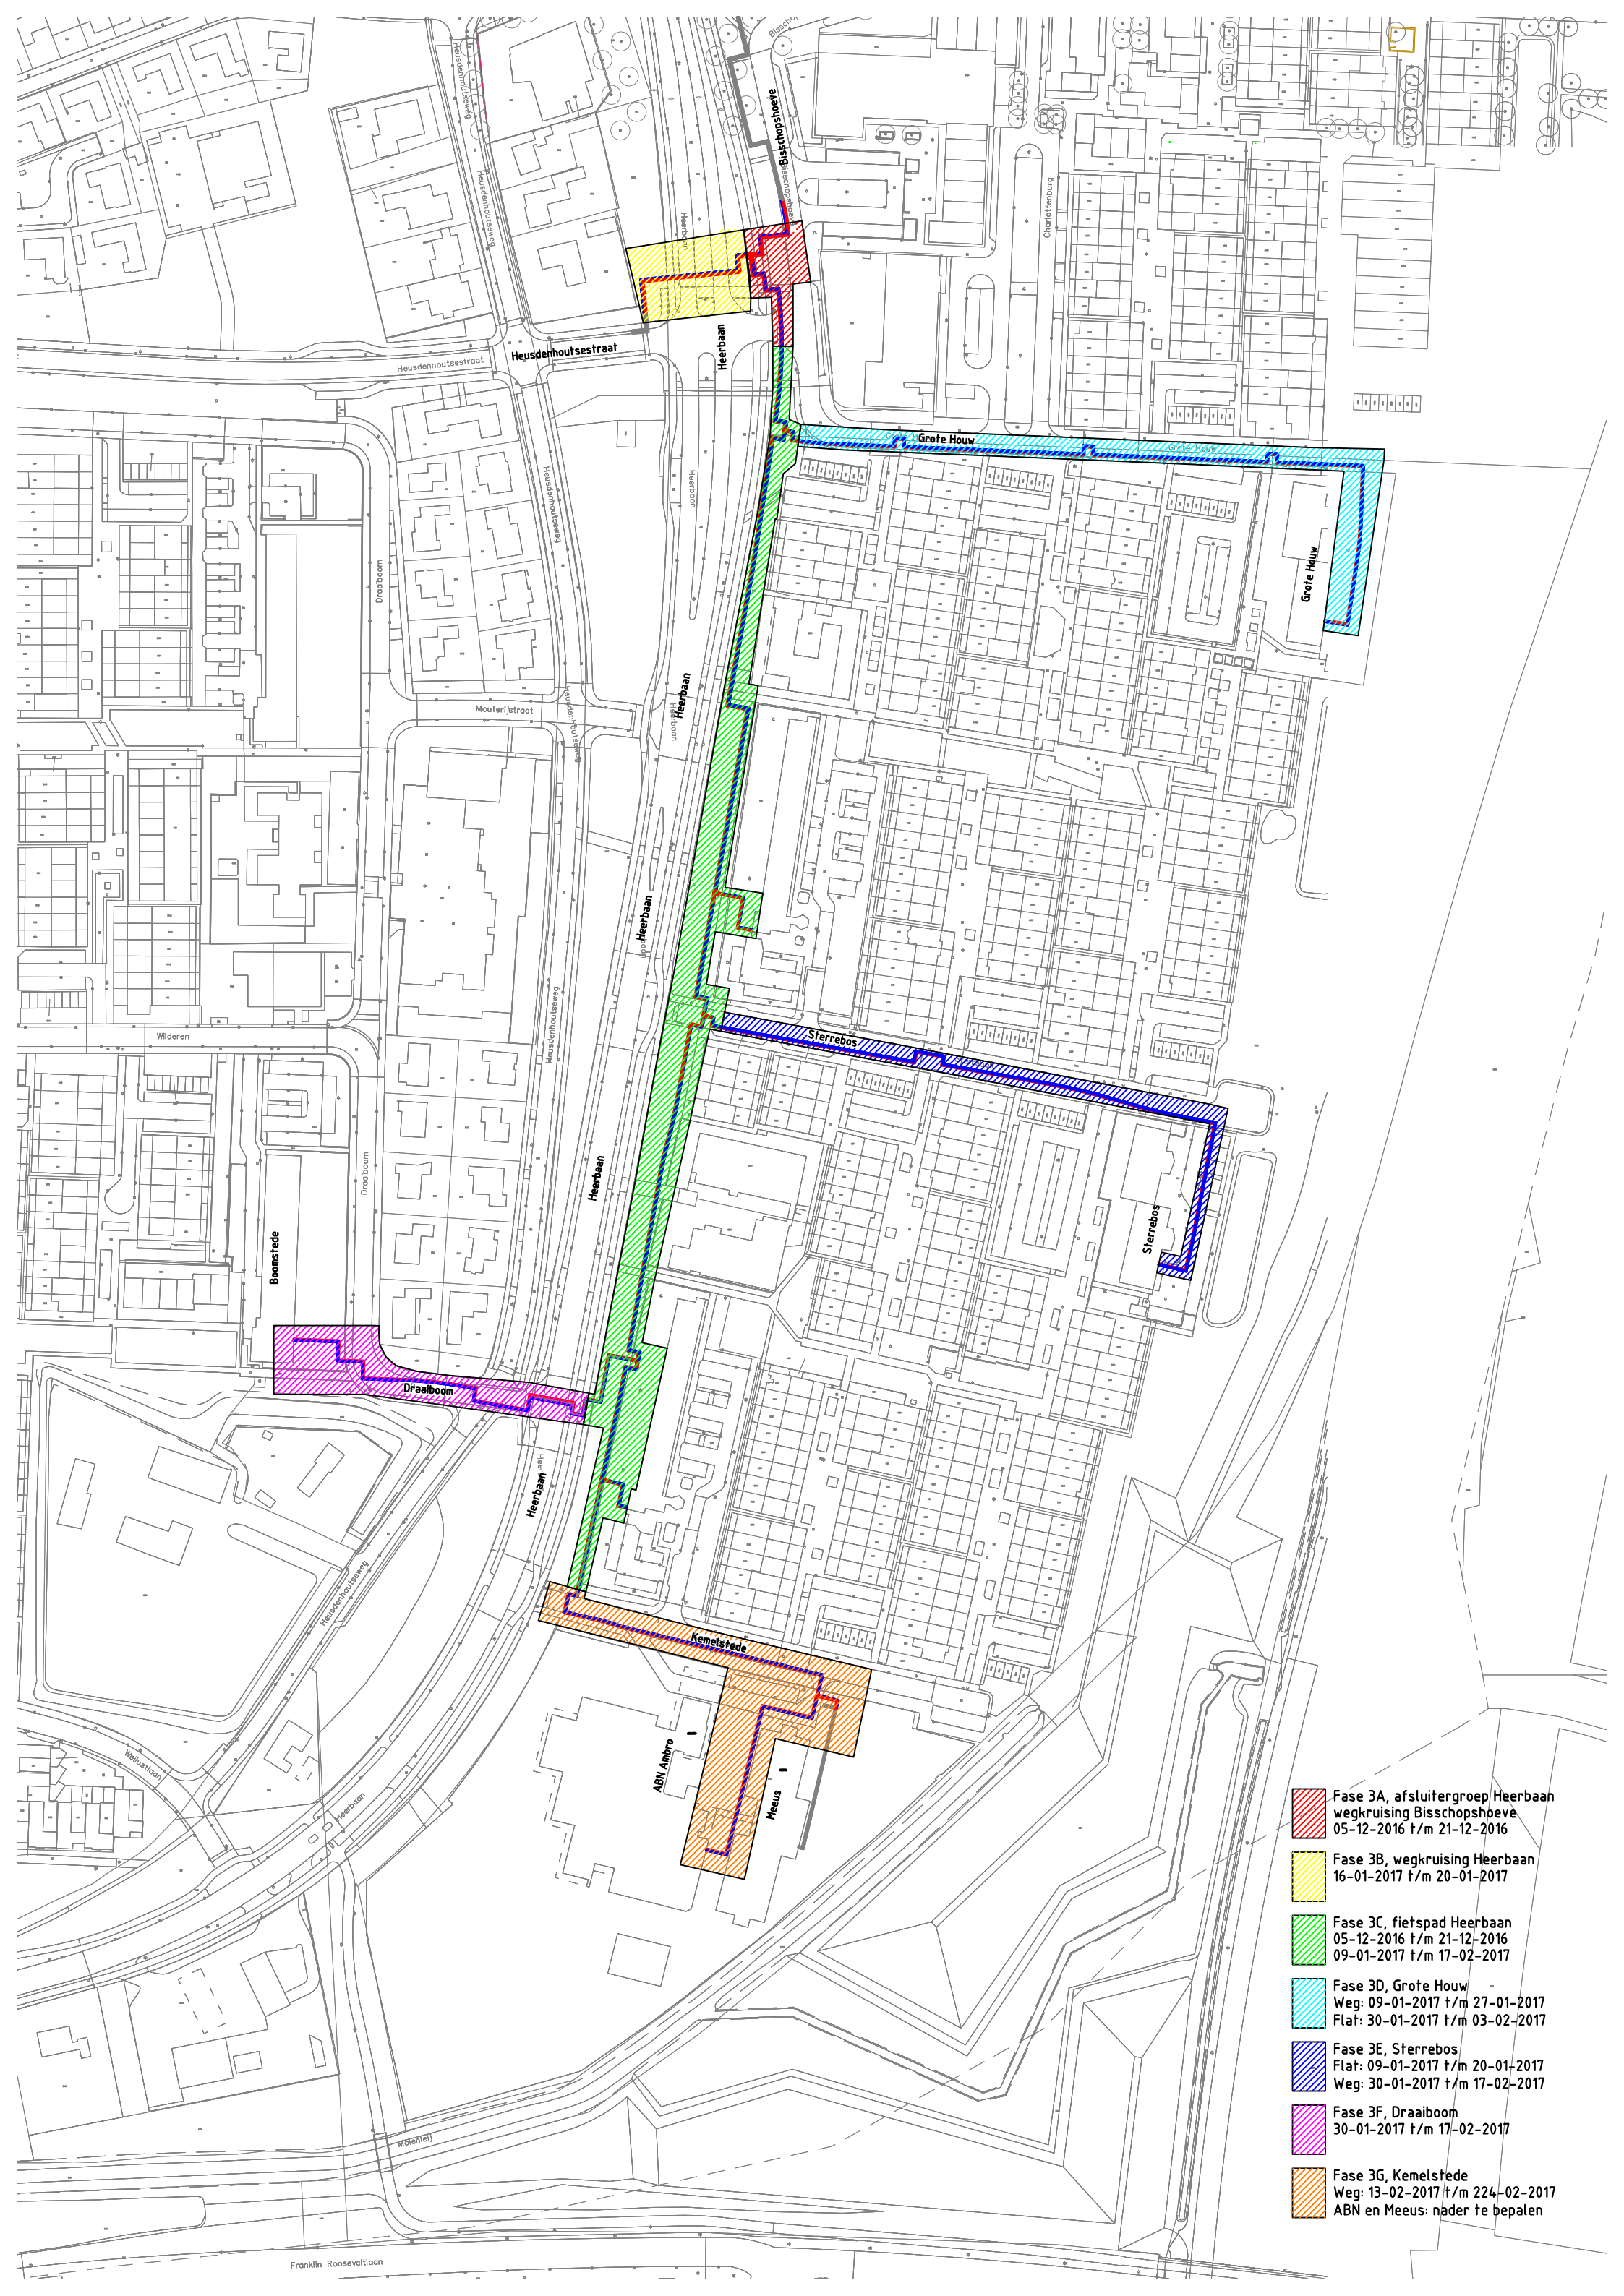 Bisschopshoeve
Bisschopshoeve
Heusdenhoutseweg
Heusdenhoutseweg
Heerbaan
Charlottenburg
Heusdenhoutsestraat
Heusdenhoutsestraat
Heerbaan
Grote Houw
Heerbaan
Heusdenhoutseweg
Draaiboom
Grote Houw
Heerbaan
Heerbaan
Mouterijstraat
Heusdenhoutseweg
Heerbaan
Wilderen
Heusdenhoutseweg
Sterrebos
Draaiboom
Heerbaan
Boomstede
Sterrebos
Draaiboom
Heerbaan
Heusdenhoutseweg
Kemelstede
ABN Ambro
Meeus
Weilustlaan
Heerbaan
Molenleij
Franklin Rooseveltlaan
Fase 3A, afsluitergroep Heerbaan
wegkruising Bisschopshoeve
05-12-2016 t/m 21-12-2016
Fase 3B, wegkruising Heerbaan
16-01-2017 t/m 20-01-2017
Fase 3C, fietspad Heerbaan
05-12-2016 t/m 21-12-2016
09-01-2017 t/m 17-02-2017
Fase 3D, Grote Houw
Weg: 09-01-2017 t/m 27-01-2017
Flat: 30-01-2017 t/m 03-02-2017
Fase 3E, Sterrebos
Flat: 09-01-2017 t/m 20-01-2017
Weg: 30-01-2017 t/m 17-02-2017
Fase 3F, Draaiboom
30-01-2017 t/m 17-02-2017
Fase 3G, Kemelstede
Weg: 13-02-2017 t/m 224-02-2017
ABN en Meeus: nader te bepalen